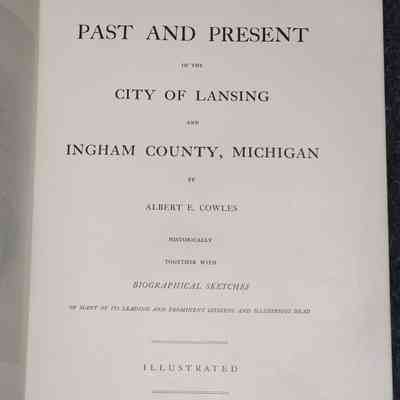 PAST AND PRESENT
OF THE
CITY OF LANSING
AND
INGHAM COUNTY, MICHIGAN
BY
ALBERT E. COWLES
HISTORICALLY
TOGETHER WITH
BIOGRAPHICAL SKETCHES
OF MANY OF ITS LEADING AND PROMINENT CITIZENS AND ILLUSTRIOUS DEAD
ILLUSTRATED